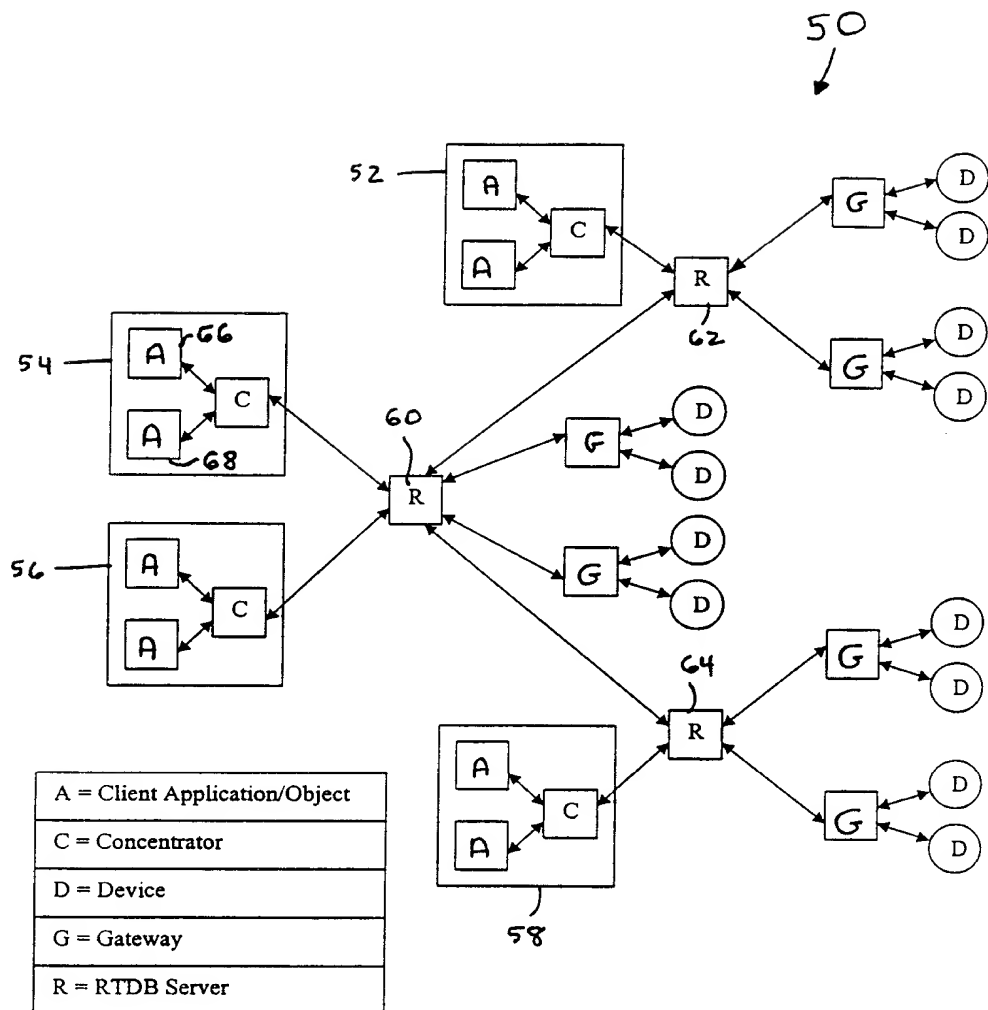 50
52
A
C
A
R
62
G
D
D
G
D
D
54
A
66
C
A
68
60
R
G
D
D
G
D
D
56
A
C
A
64
R
G
D
D
G
D
D
A
C
A
58
A = Client Application/Object
C = Concentrator
D = Device
G = Gateway
R = RTDB Server